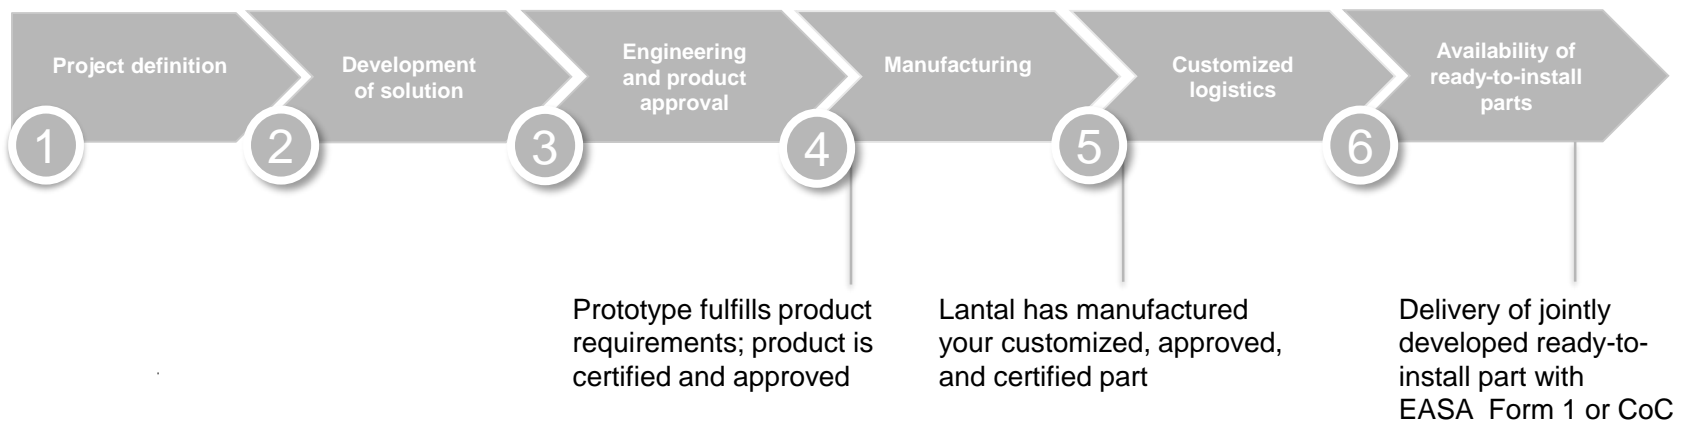 Project definition
Development
of solution
Engineering
and product
approval
Manufacturing
Customized
logistics
Availability of
ready-to-install
parts
1
2
3
4
5
6
Prototype fulfills product
requirements; product is
certified and approved
Lantal has manufactured
your customized, approved,
and certified part
Delivery of jointly
developed ready-to-
install part with
EASA  Form 1 or CoC